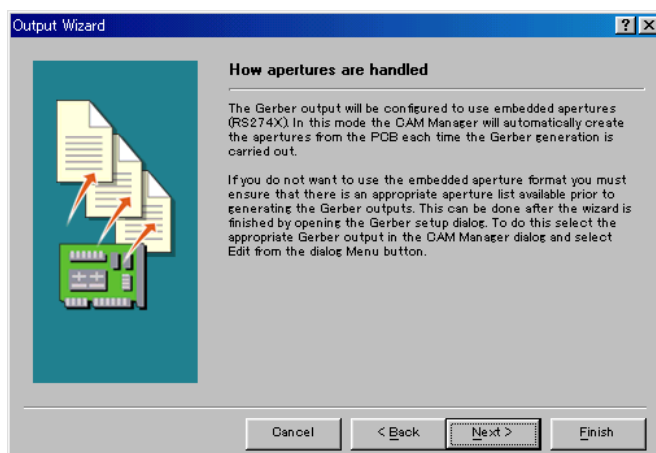 Output Wizard
? X
How apertures are handled
The Gerber output will be configured to use embedded apertures
(RS274X). In this mode the CAM Manager will automatically create
the apertures from the PCB each time the Gerber generation is
carried out.
If you do not want to use the embedded aperture format you must
ensure that there is an appropriate aperture list available prior to
generating the Gerber outputs. This can be done after the wizard is
finished by opening the Gerber setup dialog. To do this select the
appropriate Gerber output in the CAM Manager dialog and select
Edit from the dialog Menu button.
Cancel
< Back
Next >
Finish